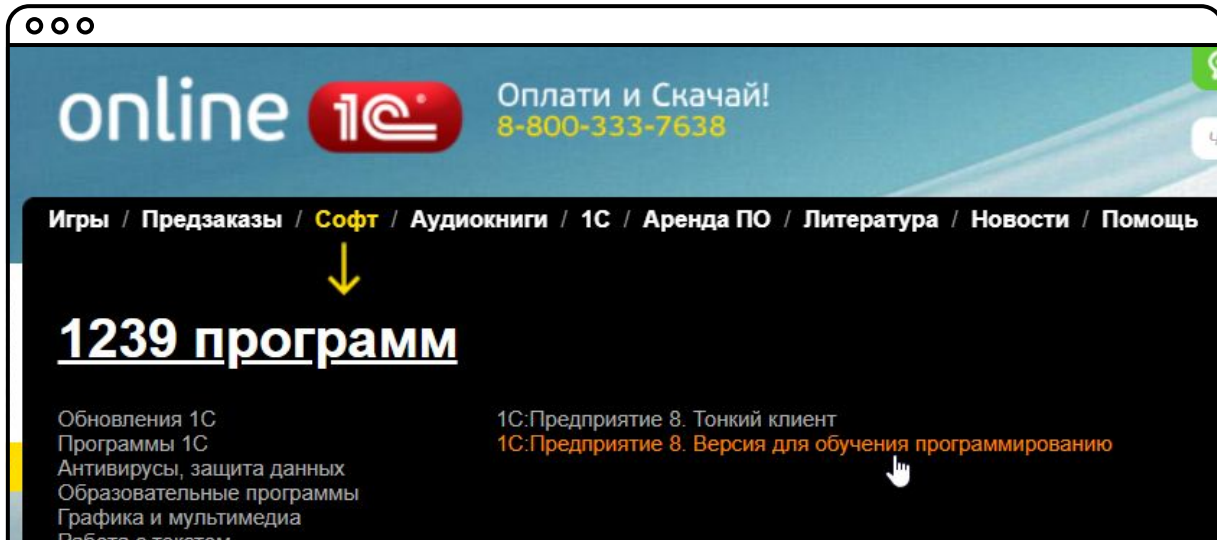 online 1С
Оплати и Скачай!
8-800-333-7638
Игры / Предзаказы / Софт / Аудиокниги / 1С / Аренда ПО / Литература / Новости / Помощь
1239 программ
Обновления 1С
Программы 1С
Антивирусы, защита данных
Образовательные программы
Графика и мультимедиа
Работа с текстом
1С:Предприятие 8. Тонкий клиент
1С:Предприятие 8. Версия для обучения программированию